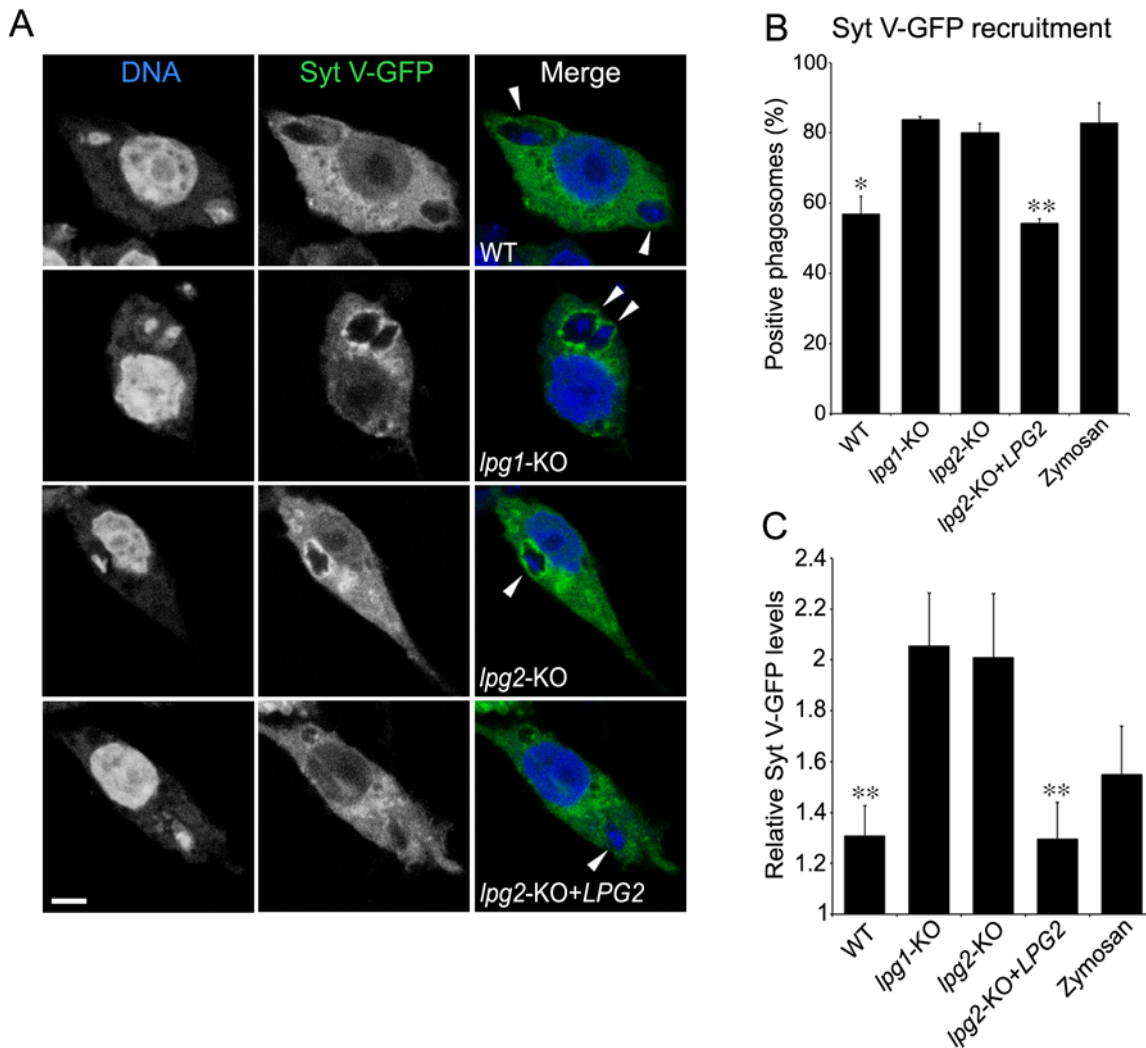 A
DNA
Syt V-GFP
Merge
WT
lpg1-KO
lpg2-KO
lpg2-KO+LPG2
B
Syt V-GFP recruitment
Positive phagosomes (%)
100
80
60
40
20
0
*
**
WT
lpg1-KO
lpg2-KO
lpg2-KO+LPG2
Zymosan
C
Relative Syt V-GFP levels
2.4
2.2
2
1.8
1.6
1.4
1.2
1
**
**
WT
lpg1-KO
lpg2-KO
lpg2-KO+LPG2
Zymosan